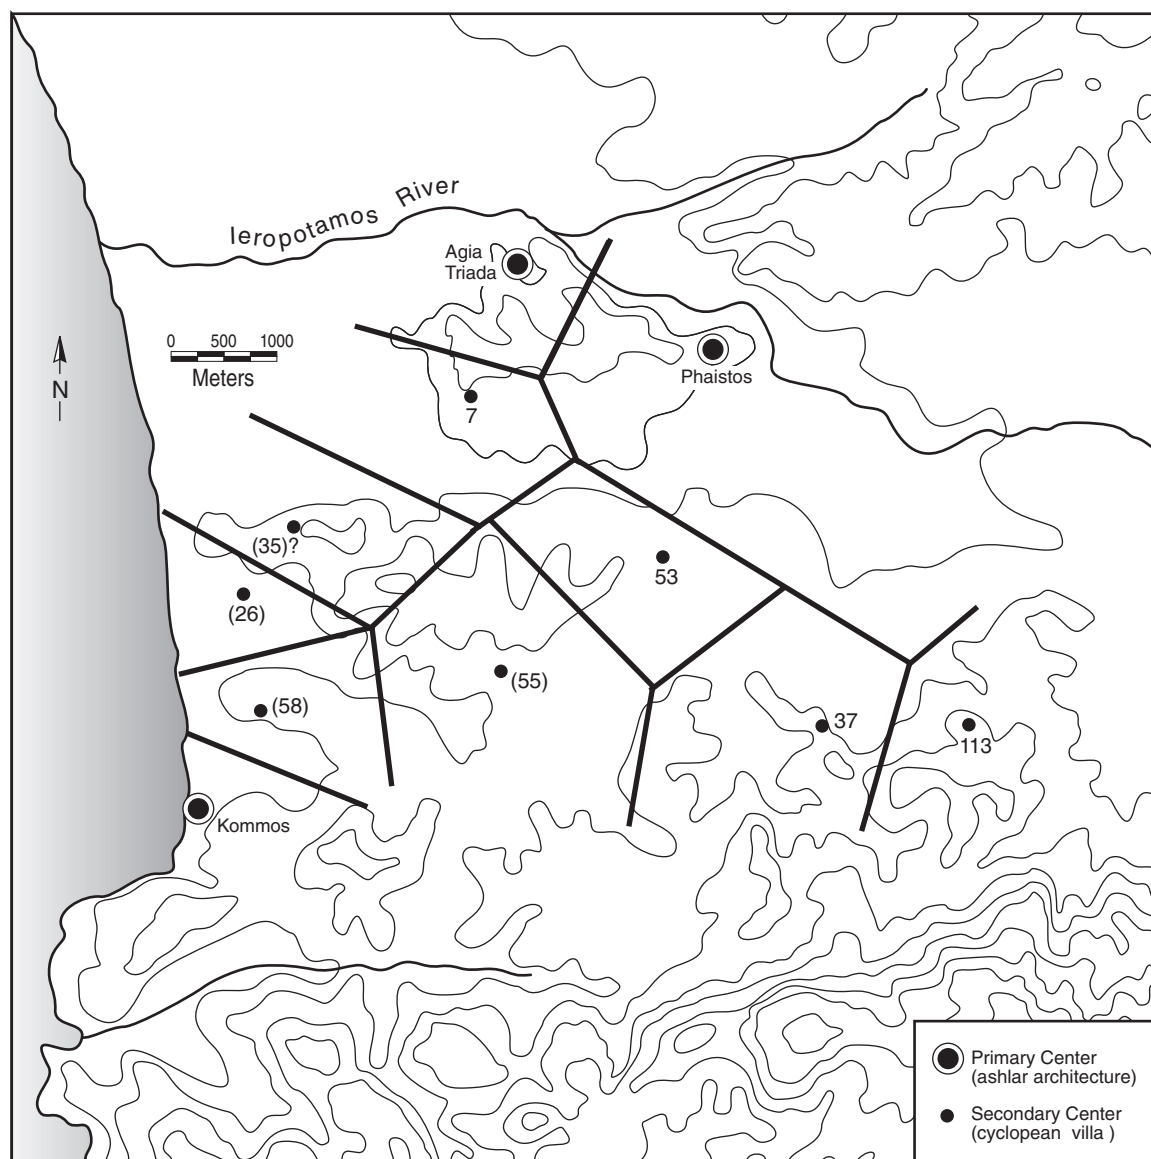 Ieropotamos River
Agia
Triada
0 500 1000
Meters
N
Phaistos
7
(35)?
53
(26)
(55)
(58)
37
113
Kommos
Primary Center
(ashlar architecture)
Secondary Center
(cyclopean villa )